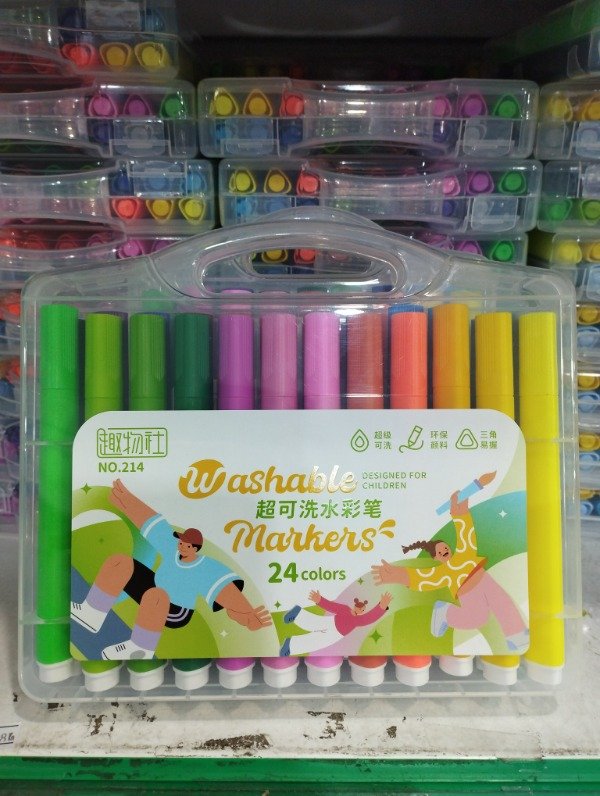 趣物社
NO.214
超级
可洗
环保
颜料
三角
易握
Washable
DESIGNED FOR
CHILDREN
超可洗水彩笔
Markers
24 colors